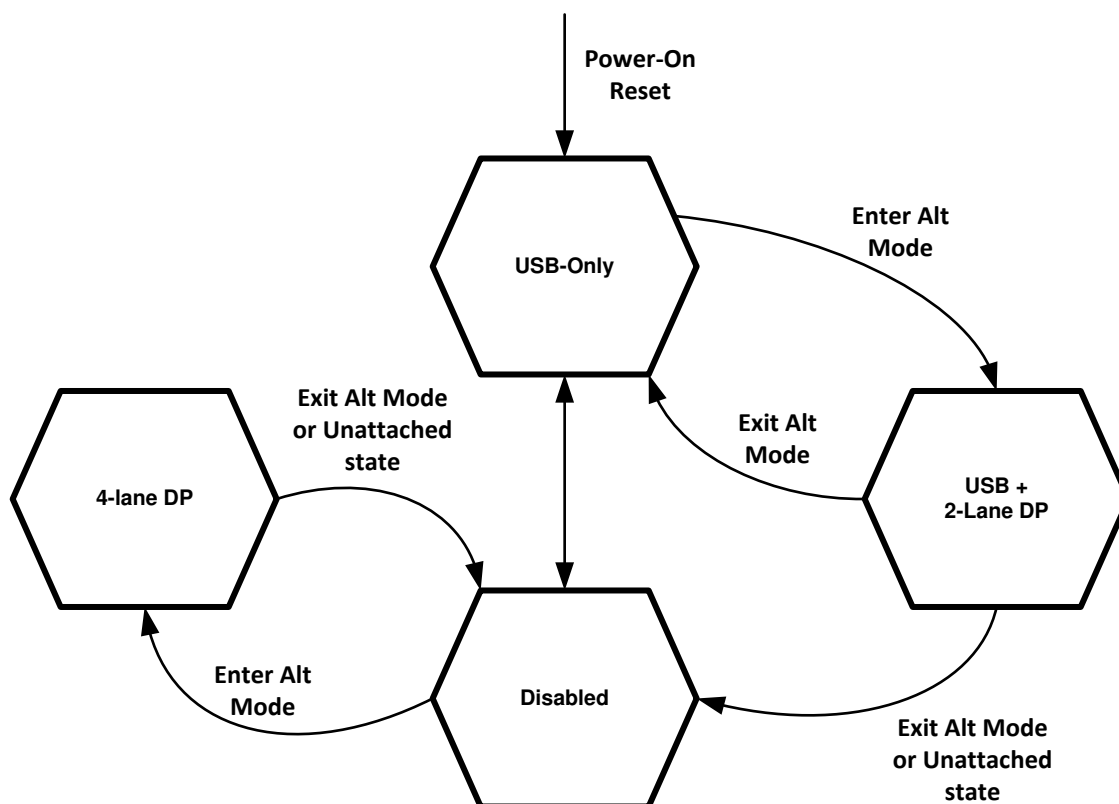 Power-On
Reset
Enter Alt
Mode
USB-Only
Exit Alt Mode
or Unattached
state
Exit Alt
Mode
4-lane DP
USB +
2-Lane DP
Enter Alt
Mode
Disabled
Exit Alt Mode
or Unattached
state